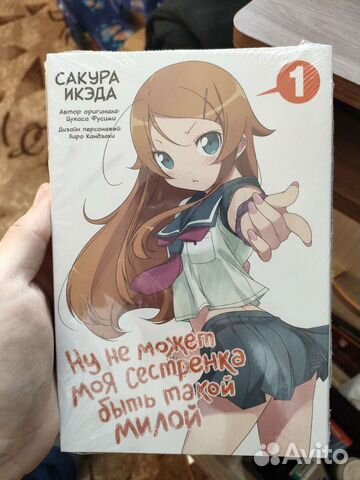 САКУРА
ИКЭДА
Автор оригинала:
Цукаса Фусими
Дизайн персонажей:
Хиро Кандзаки
1
Ну не может
моя сестренка
быть такой
милой
Avito